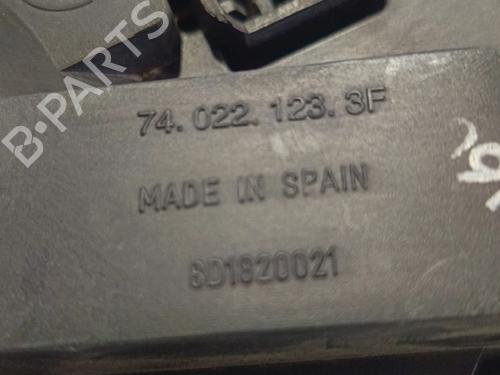 B-PARTS
74.022.123.3F
MADE IN SPAIN
6D1820021